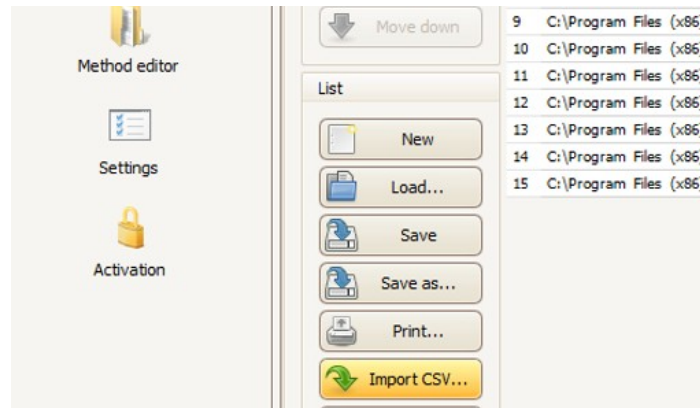 Method editor
Settings
Activation
Move down
List
New
Load...
Save
Save as...
Print...
Import CSV...
9 C:\Program Files (x86)
10 C:\Program Files (x86)
11 C:\Program Files (x86)
12 C:\Program Files (x86)
13 C:\Program Files (x86)
14 C:\Program Files (x86)
15 C:\Program Files (x86)